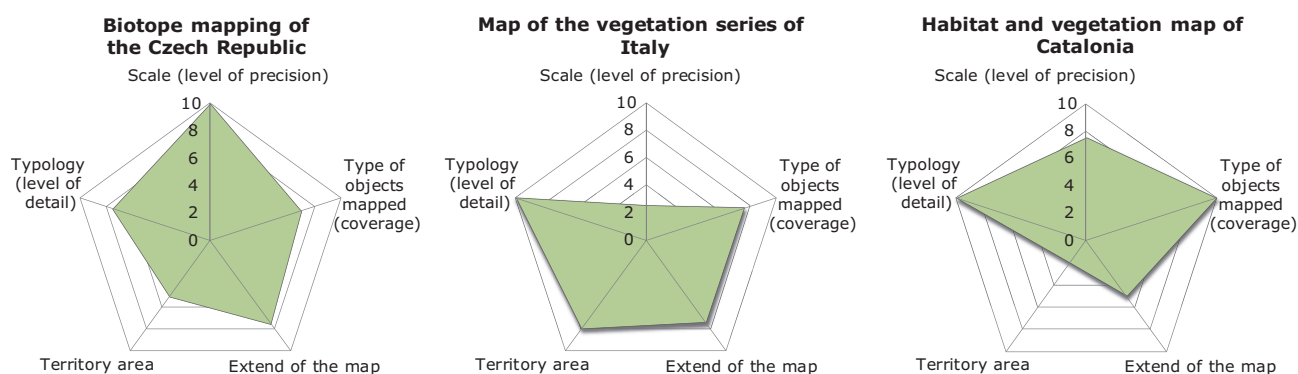 Biotope mapping of
the Czech Republic
Scale (level of precision)
10
8
6
4
2
0
Typology
(level of
detail)
Type of
objects
mapped
(coverage)
Territory area
Extend of the map
Map of the vegetation series of
Italy
Scale (level of precision)
10
8
6
4
2
0
Typology
(level of
detail)
Type of
objects
mapped
(coverage)
Territory area
Extend of the map
Habitat and vegetation map of
Catalonia
Scale (level of precision)
10
8
6
4
2
0
Typology
(level of
detail)
Type of
objects
mapped
(coverage)
Territory area
Extend of the map